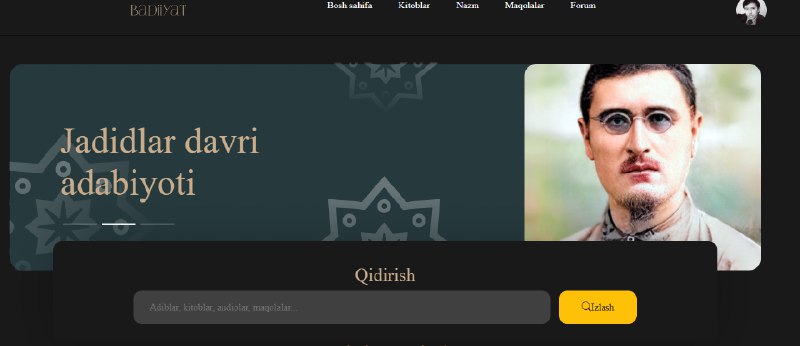 BADIIYAT
Bosh sahifa Kitoblar Nazm Maqolalar Forum
Jadidlar davri
adabiyoti
Qidirish
Adiblar, kitoblar, audiolar, maqolalar...
Izlash